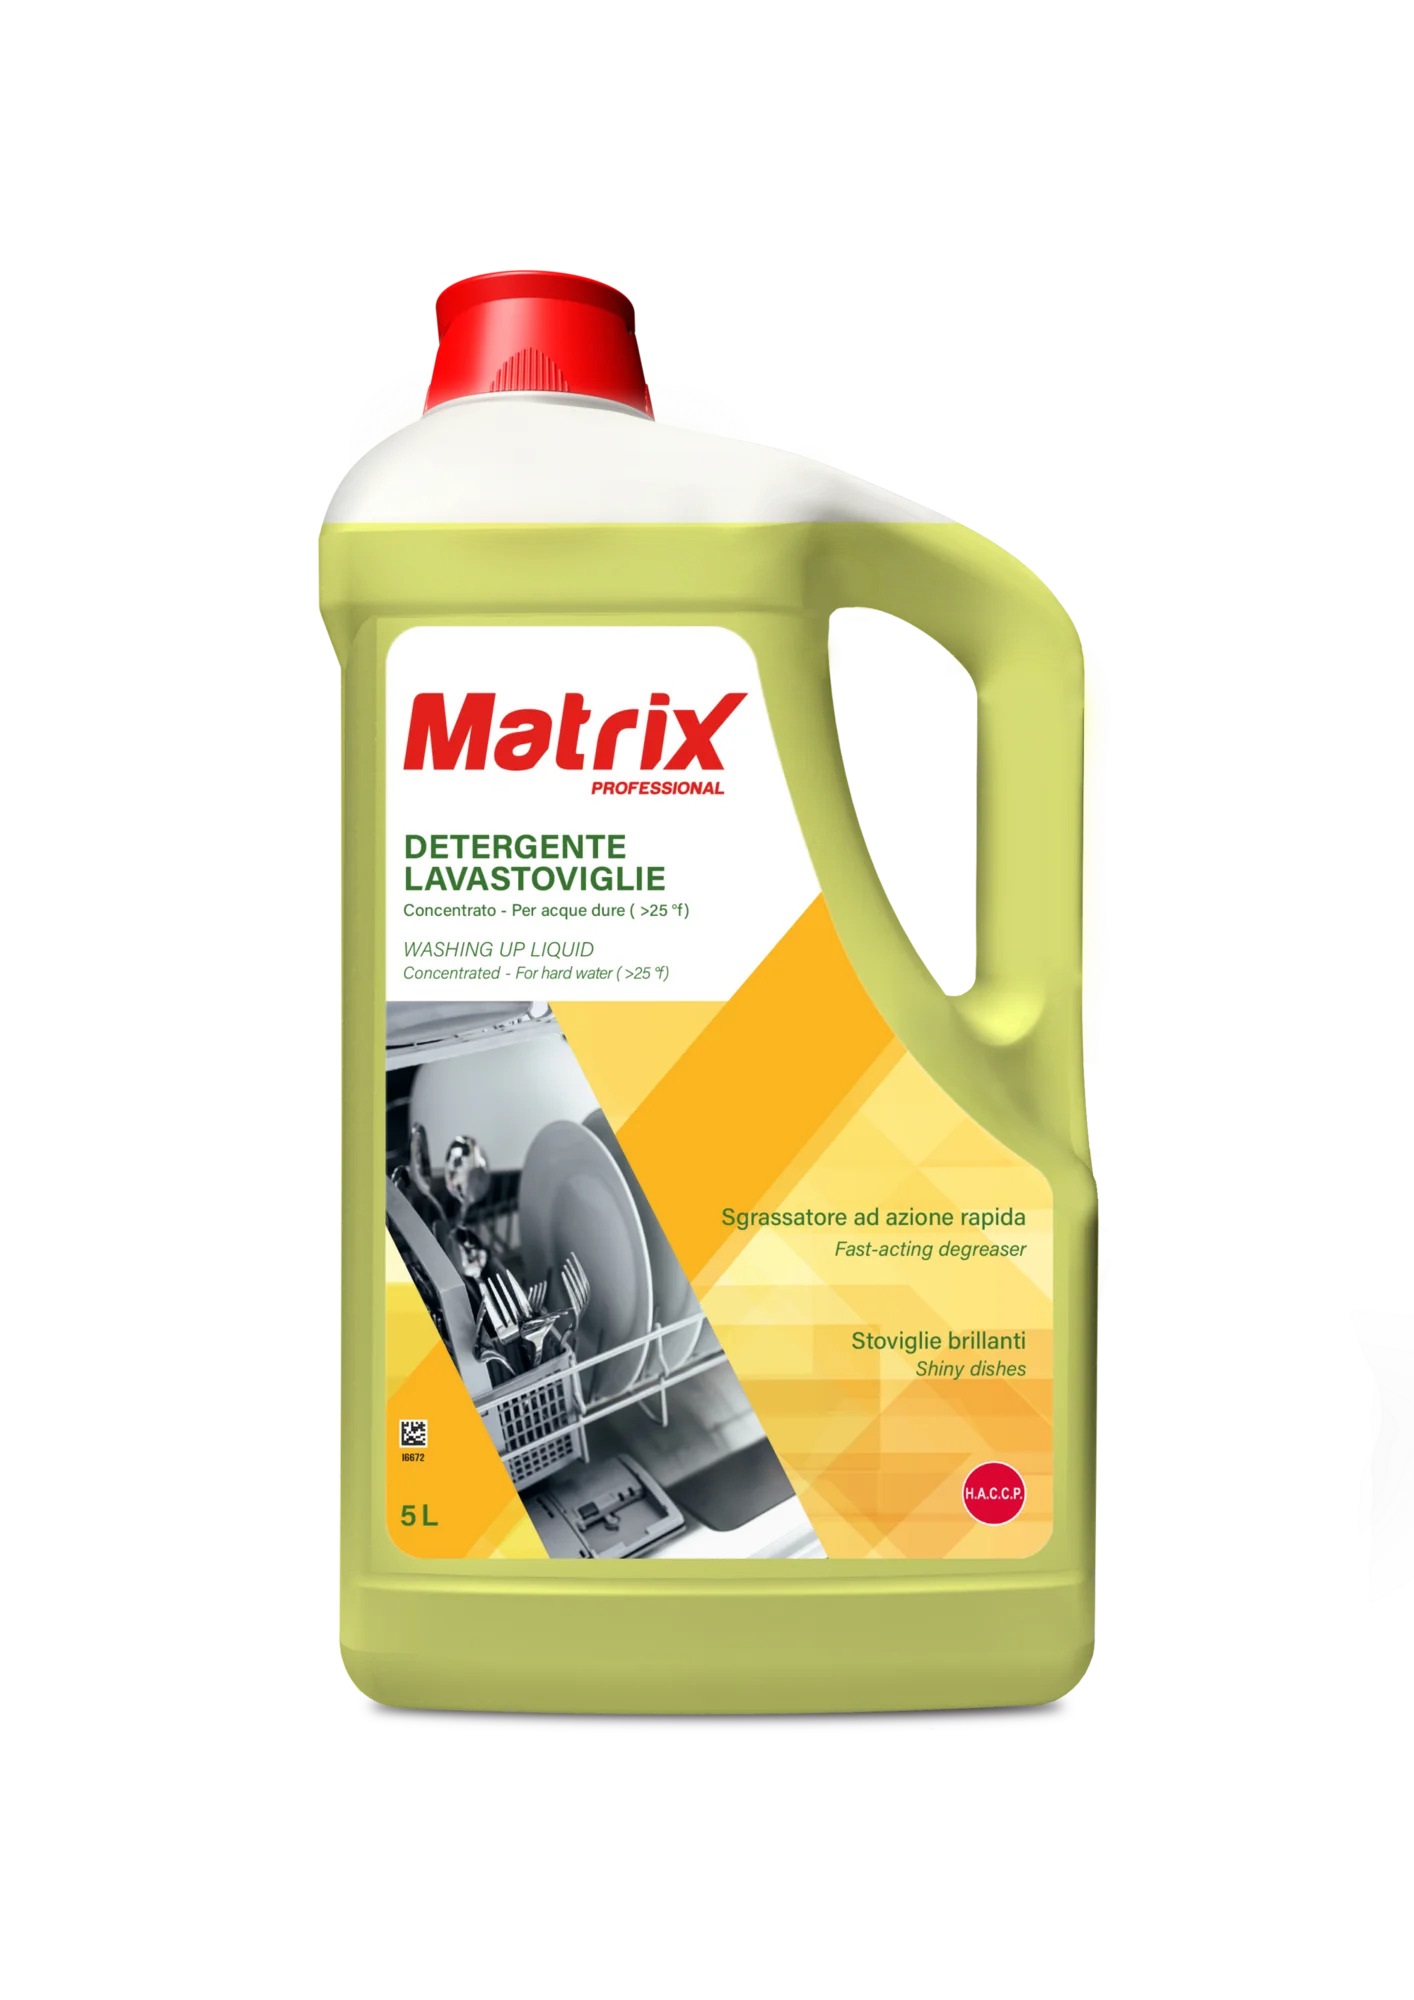 Matrix
PROFESSIONAL
DETERGENTE
LAVASTOVIGLIE
Concentrato - Per acque dure ( >25 °f)
WASHING UP LIQUID
Concentrated - For hard water ( >25 °f)
Sgrassatore ad azione rapida
Fast-acting degreaser
Stoviglie brillanti
Shiny dishes
I6672
5 L
H.A.C.C.P.